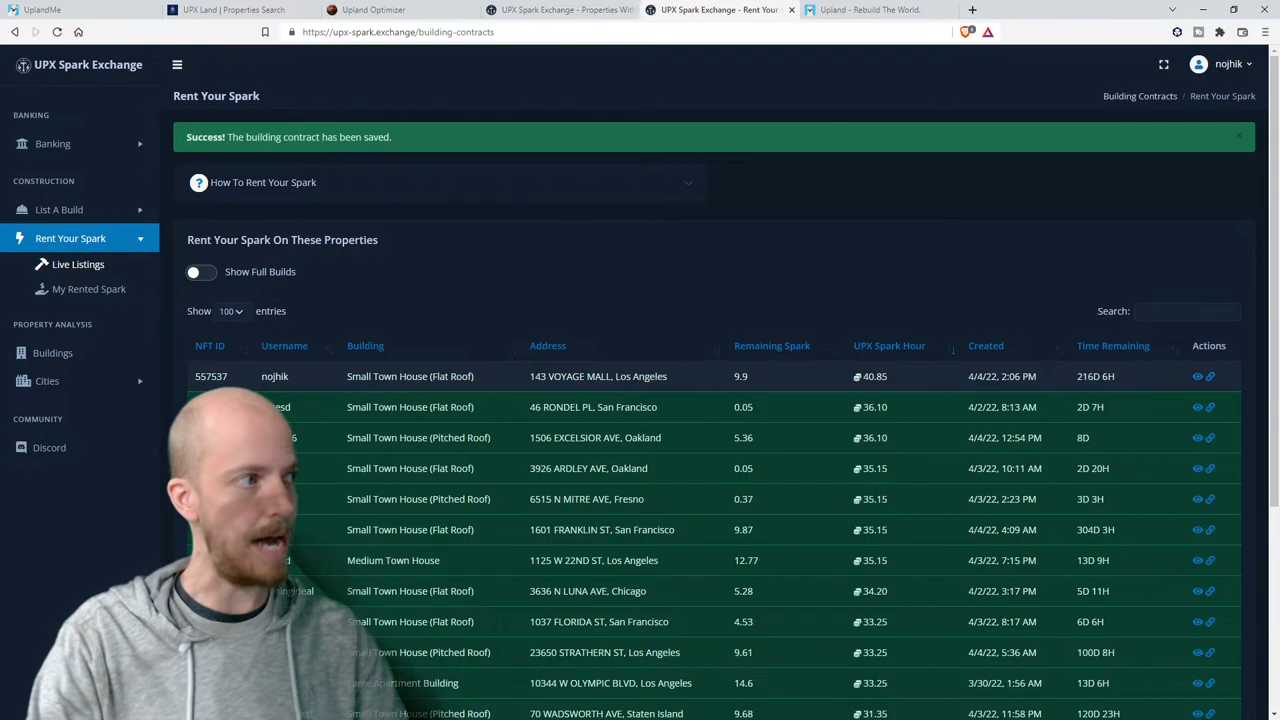 UplandMe
UPX Land | Properties Search
Upland Optimizer
UPX Spark Exchange - Properties With
UPX Spark Exchange - Rent Your
Upland - Rebuild The World.
https://upx-spark.exchange/building-contracts
UPX Spark Exchange
nojhik
Rent Your Spark
Building Contracts / Rent Your Spark
BANKING
Banking
CONSTRUCTION
List A Build
Rent Your Spark
Live Listings
My Rented Spark
PROPERTY ANALYSIS
Buildings
Cities
COMMUNITY
Discord
Success! The building contract has been saved.
? How To Rent Your Spark
Rent Your Spark On These Properties
Show Full Builds
Show 100 entries
Search:
NFT ID Username Building Address Remaining Spark UPX Spark Hour Created Time Remaining Actions
557537 nojhik Small Town House (Flat Roof) 143 VOYAGE MALL, Los Angeles 9.9 40.85 4/4/22, 2:06 PM 216D 6H
Small Town House (Flat Roof) 46 RONDEL PL, San Francisco 0.05 36.10 4/2/22, 8:13 AM 2D 7H
Small Town House (Pitched Roof) 1506 EXCELSIOR AVE, Oakland 5.36 36.10 4/2/22, 12:54 PM 8D
Small Town House (Flat Roof) 3926 ARDLEY AVE, Oakland 0.05 35.15 4/3/22, 10:11 AM 2D 20H
Small Town House (Pitched Roof) 6515 N MITRE AVE, Fresno 0.37 35.15 4/3/22, 2:23 PM 3D 3H
Small Town House (Flat Roof) 1601 FRANKLIN ST, San Francisco 9.87 35.15 4/4/22, 4:09 AM 304D 3H
Medium Town House 1125 W 22ND ST, Los Angeles 12.77 35.15 4/3/22, 7:15 PM 13D 9H
Small Town House (Flat Roof) 3636 N LUNA AVE, Chicago 5.28 34.20 4/2/22, 3:17 PM 5D 11H
Small Town House (Flat Roof) 1037 FLORIDA ST, San Francisco 4.53 33.25 4/3/22, 8:17 AM 6D 6H
Small Town House (Pitched Roof) 23650 STRATHERN ST, Los Angeles 9.61 33.25 4/4/22, 5:36 AM 100D 8H
Large Apartment Building 10344 W OLYMPIC BLVD, Los Angeles 14.6 33.25 3/30/22, 1:56 AM 13D 6H
Small Town House (Pitched Roof) 70 WADSWORTH AVE, Staten Island 9.68 31.35 4/3/22, 11:58 PM 120D 23H